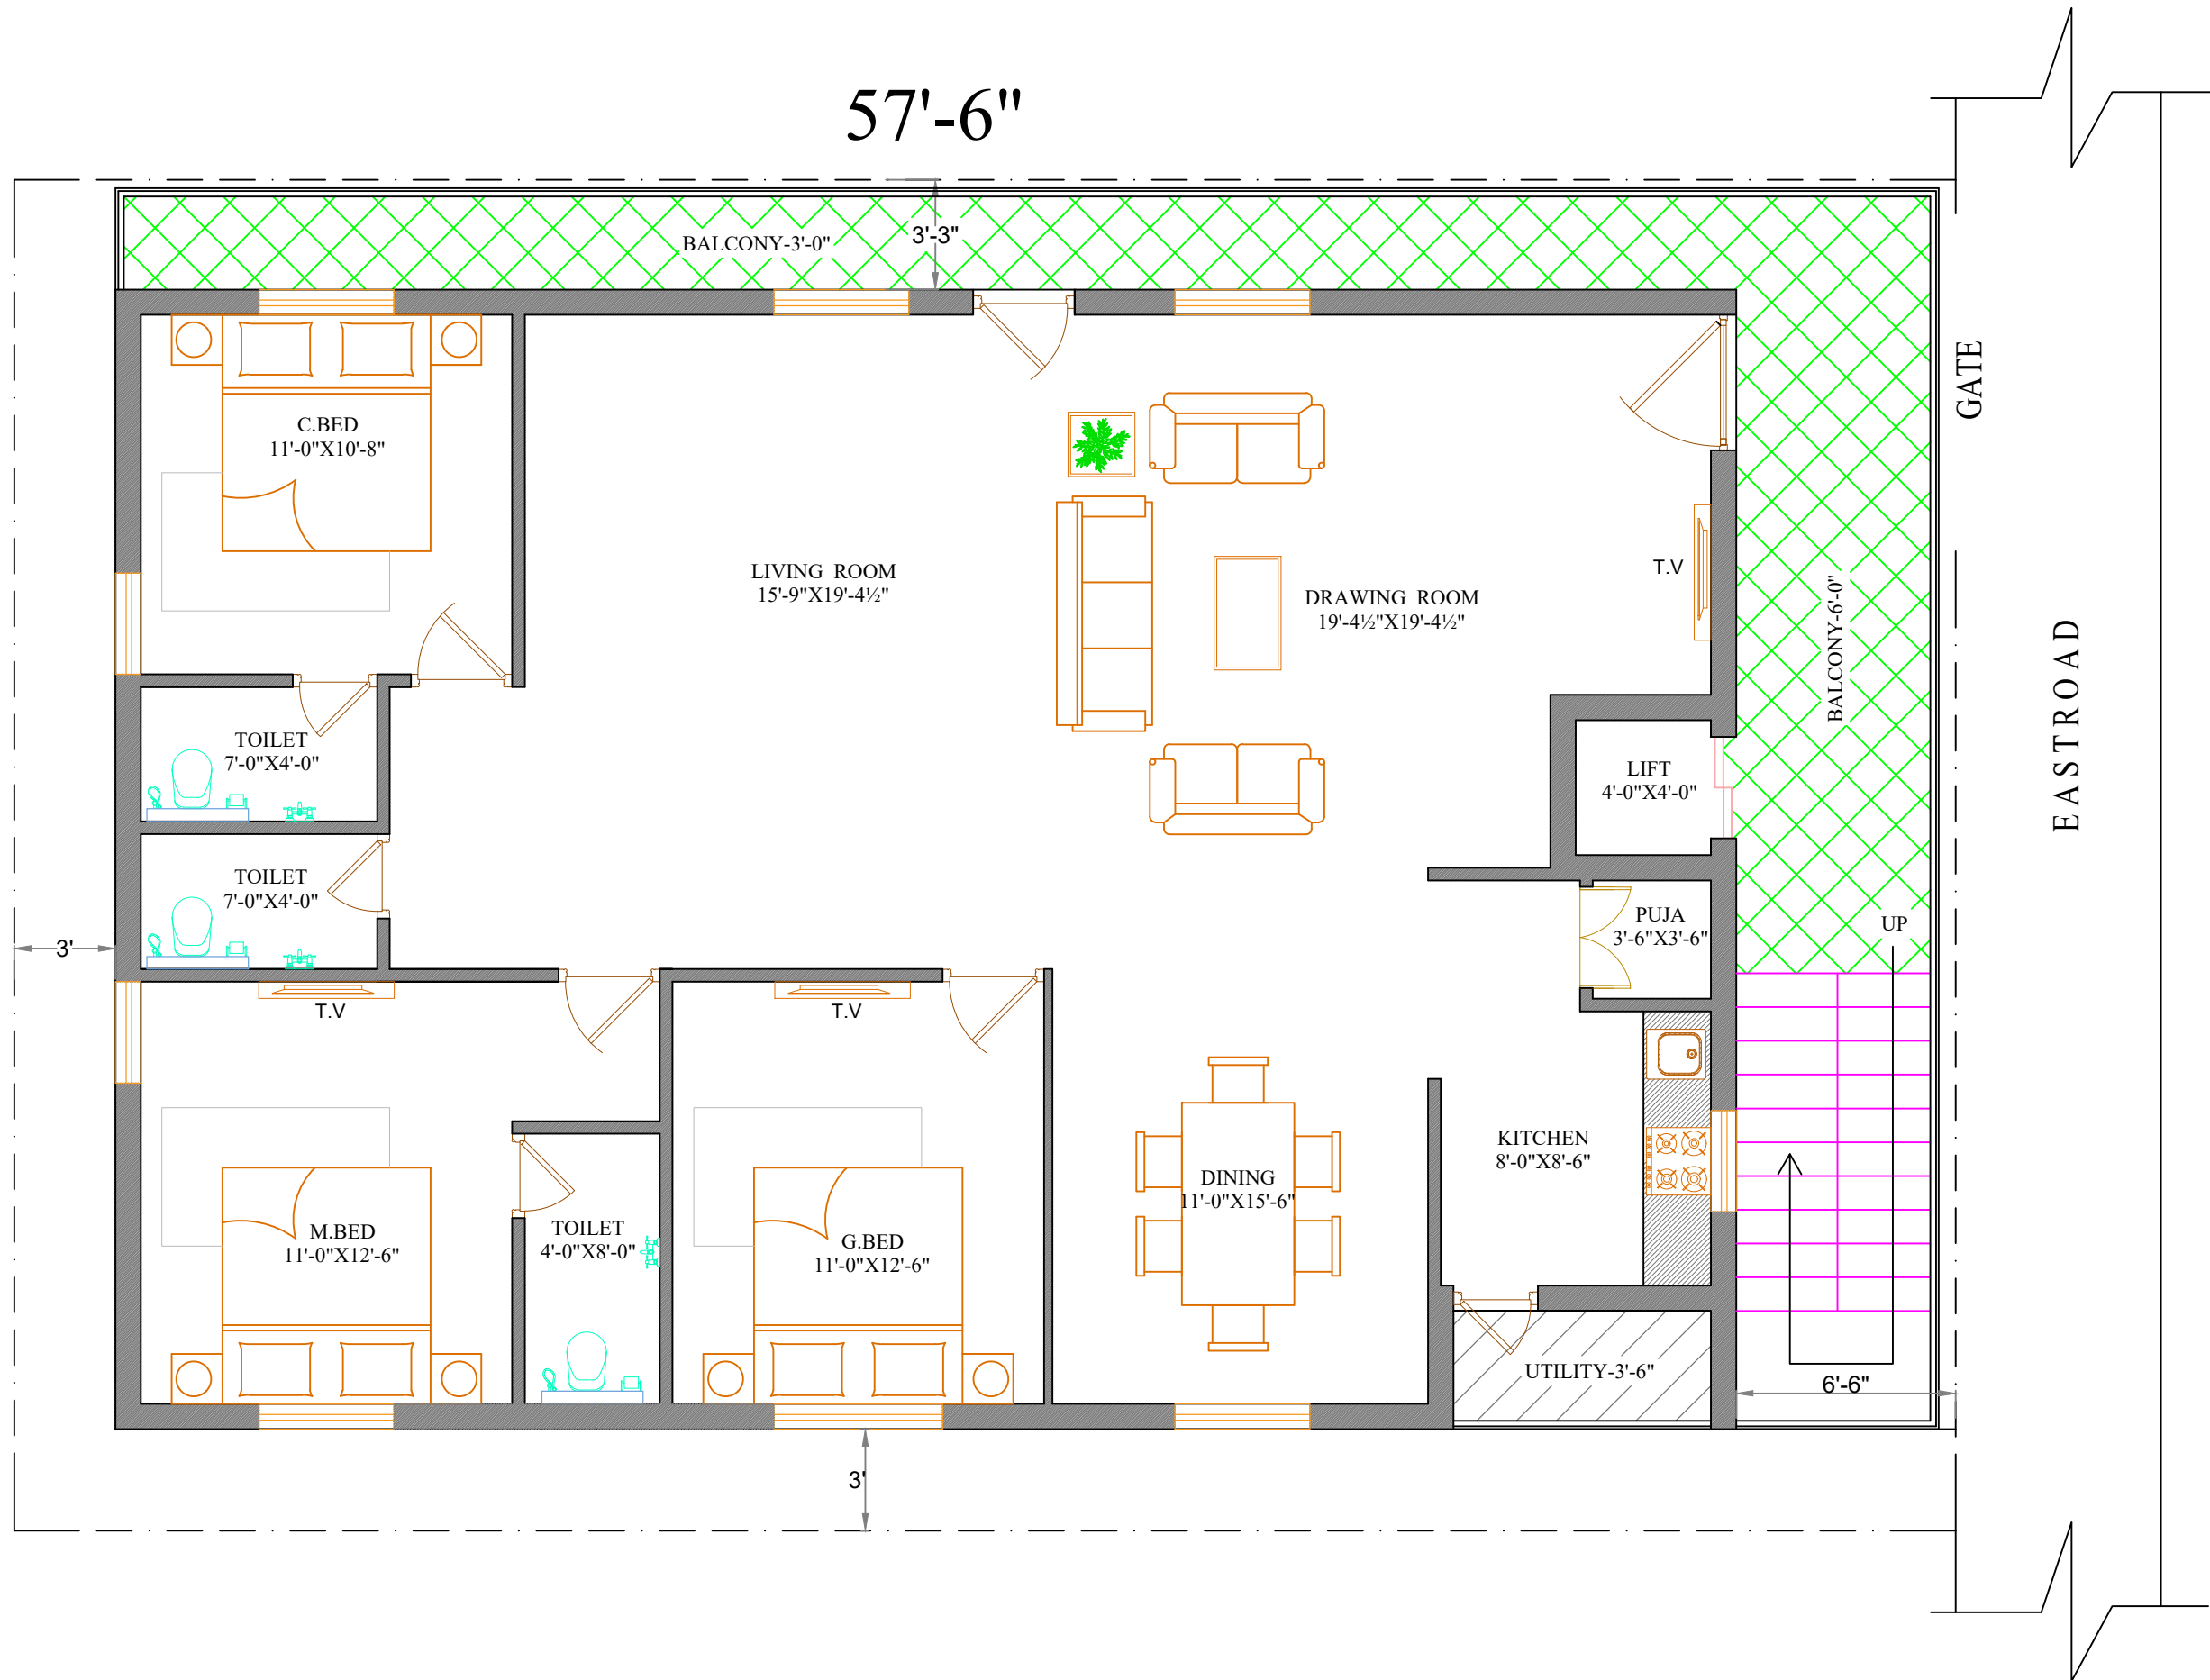 57'-6"
BALCONY-3'-0"
3'-3"
GATE
C.BED
11'-0"X10'-8"
LIVING ROOM
15'-9"X19'-4½"
DRAWING ROOM
19'-4½"X19'-4½"
T.V
BALCONY-6'-0"
EASTROAD
TOILET
7'-0"X4'-0"
LIFT
4'-0"X4'-0"
TOILET
7'-0"X4'-0"
PUJA
3'-6"X3'-6"
UP
3'
T.V
T.V
KITCHEN
8'-0"X8'-6"
DINING
11'-0"X15'-6"
M.BED
11'-0"X12'-6"
TOILET
4'-0"X8'-0"
G.BED
11'-0"X12'-6"
UTILITY-3'-6"
6'-6"
3'